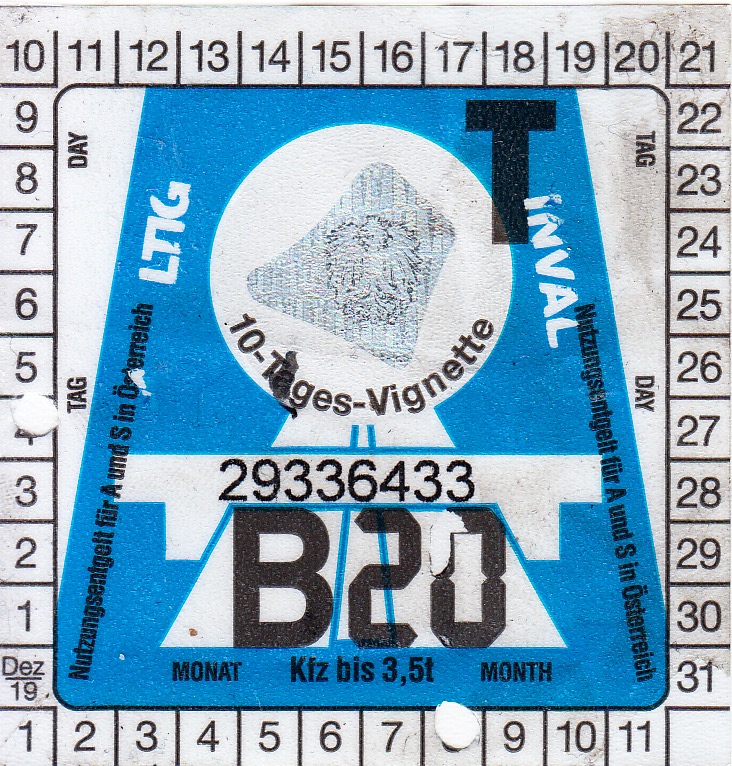 10 11 12 13 14 15 16 17 18 19 20 21
9 22
8 23
7 24
6 25
5 26
27
3 28
2 29
1 30
Dez
19
31
1 2 3 4 5 6 7 9 10 11
DAY
TAG
T
LTIG
INVAL
10-Tages-Vignette
TAG
DAY
Nutzungsentgelt für A und S in Österreich
Nutzungsentgelt für A und S in Österreich
29336433
B20
MONAT Kfz bis 3,5t MONTH